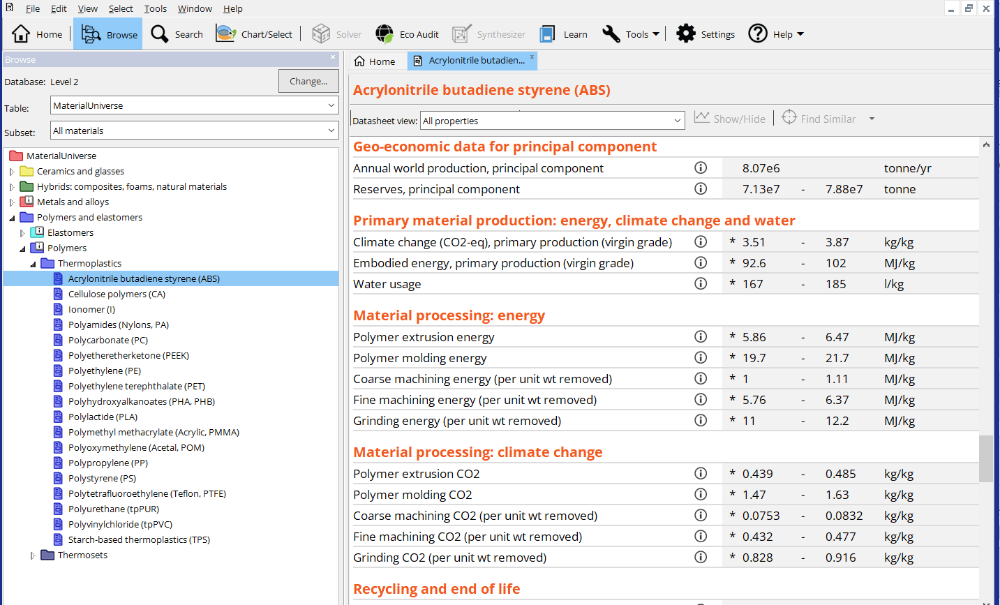 File Edit View Select Tools Window Help
Home Browse Search Chart/Select Solver Eco Audit Synthesizer Learn Tools Settings Help
Browse
Database: Level 2 Change...
Table: MaterialUniverse
Subset: All materials
MaterialUniverse
Ceramics and glasses
Hybrids: composites, foams, natural materials
Metals and alloys
Polymers and elastomers
Elastomers
Polymers
Thermoplastics
Acrylonitrile butadiene styrene (ABS)
Cellulose polymers (CA)
Ionomer (I)
Polyamides (Nylons, PA)
Polycarbonate (PC)
Polyetheretherketone (PEEK)
Polyethylene (PE)
Polyethylene terephthalate (PET)
Polyhydroxyalkanoates (PHA, PHB)
Polylactide (PLA)
Polymethyl methacrylate (Acrylic, PMMA)
Polyoxymethylene (Acetal, POM)
Polypropylene (PP)
Polystyrene (PS)
Polytetrafluoroethylene (Teflon, PTFE)
Polyurethane (tpPUR)
Polyvinylchloride (tpPVC)
Starch-based thermoplastics (TPS)
Thermosets
Home Acrylonitrile butadien...
Acrylonitrile butadiene styrene (ABS)
Datasheet view: All properties Show/Hide Find Similar
Geo-economic data for principal component
Annual world production, principal component 8.07e6 tonne/yr
Reserves, principal component 7.13e7 - 7.88e7 tonne
Primary material production: energy, climate change and water
Climate change (CO2-eq), primary production (virgin grade) * 3.51 - 3.87 kg/kg
Embodied energy, primary production (virgin grade) * 92.6 - 102 MJ/kg
Water usage * 167 - 185 l/kg
Material processing: energy
Polymer extrusion energy * 5.86 - 6.47 MJ/kg
Polymer molding energy * 19.7 - 21.7 MJ/kg
Coarse machining energy (per unit wt removed) * 1 - 1.11 MJ/kg
Fine machining energy (per unit wt removed) * 5.76 - 6.37 MJ/kg
Grinding energy (per unit wt removed) * 11 - 12.2 MJ/kg
Material processing: climate change
Polymer extrusion CO2 * 0.439 - 0.485 kg/kg
Polymer molding CO2 * 1.47 - 1.63 kg/kg
Coarse machining CO2 (per unit wt removed) * 0.0753 - 0.0832 kg/kg
Fine machining CO2 (per unit wt removed) * 0.432 - 0.477 kg/kg
Grinding CO2 (per unit wt removed) * 0.828 - 0.916 kg/kg
Recycling and end of life